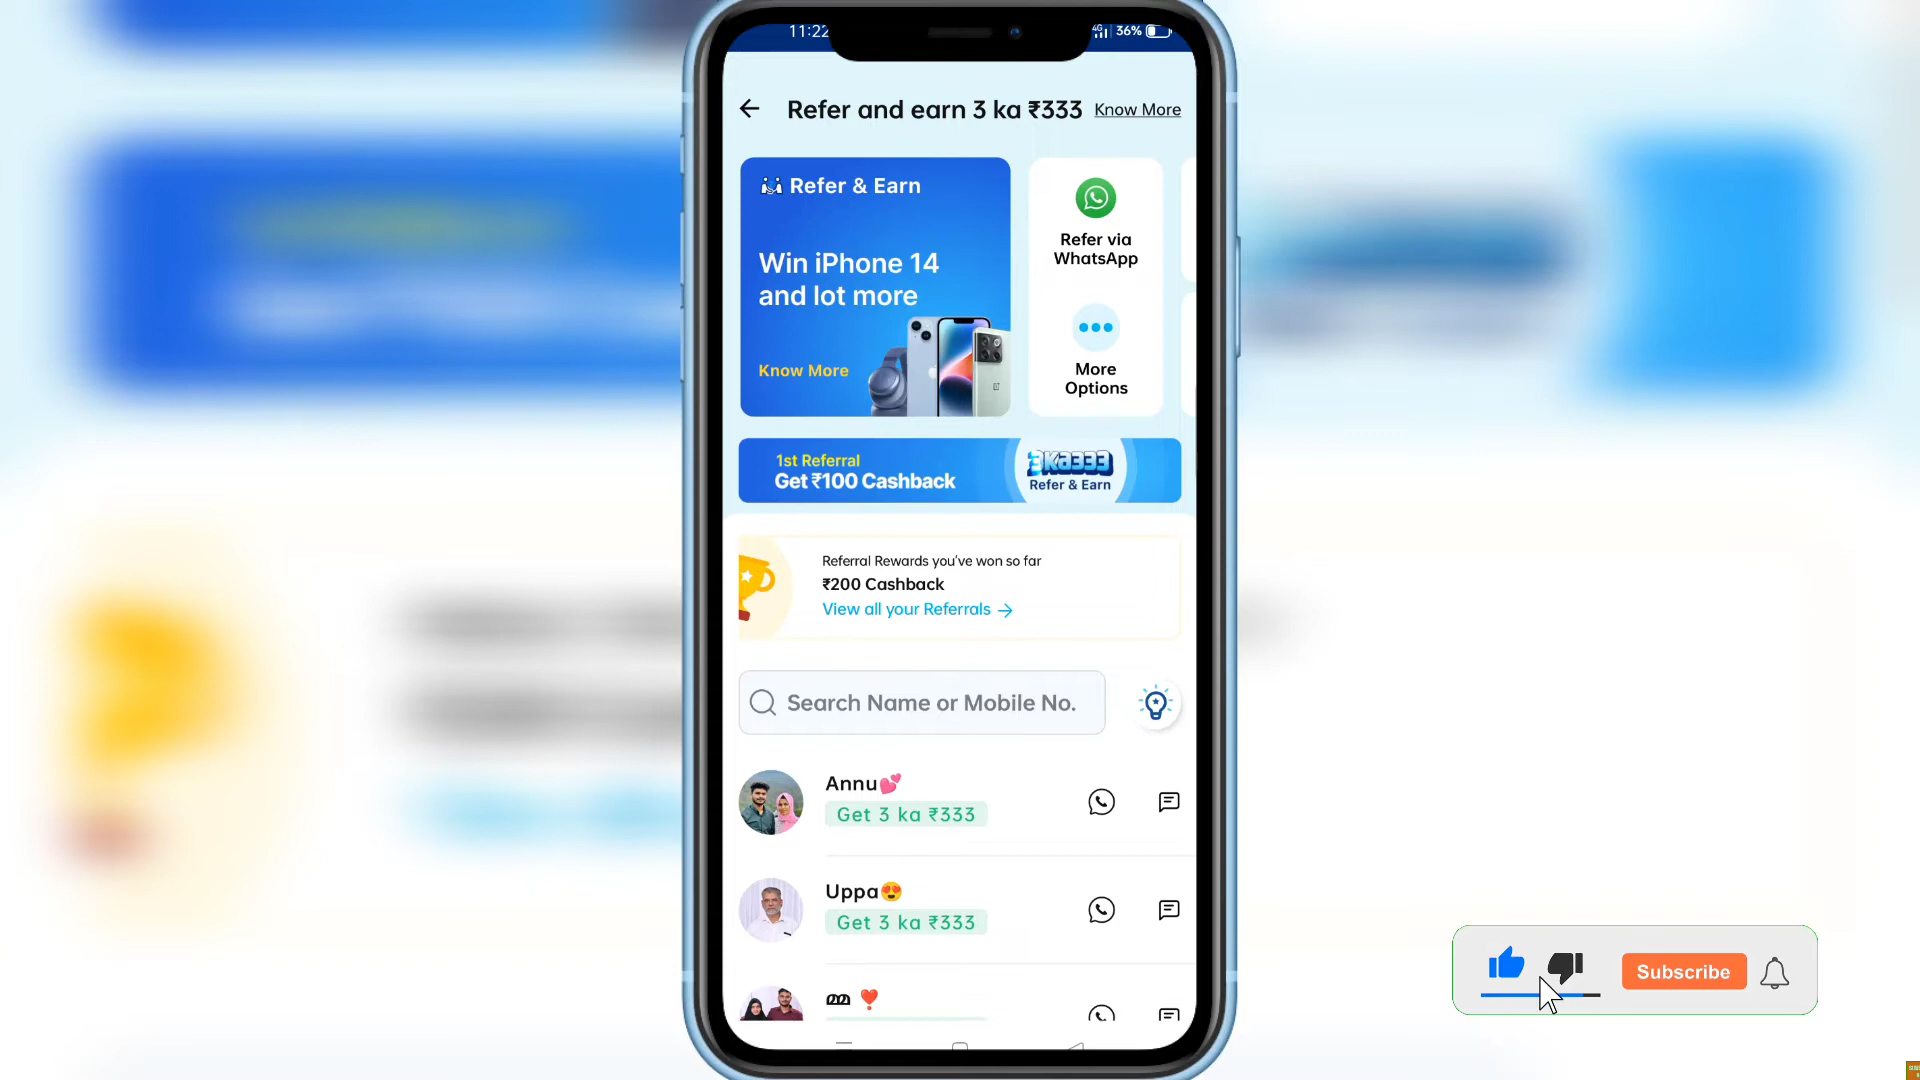 11:22
4G 36%
Refer and earn 3 ka ₹333 Know More
Refer & Earn
Win iPhone 14
and lot more
Know More
Refer via
WhatsApp
More
Options
1st Referral
Get ₹100 Cashback
3Ka333
Refer & Earn
Referral Rewards you've won so far
₹200 Cashback
View all your Referrals →
Search Name or Mobile No.
Annu💕
Get 3 ka ₹333
Uppa😍
Get 3 ka ₹333
മമ ❣️
Subscribe